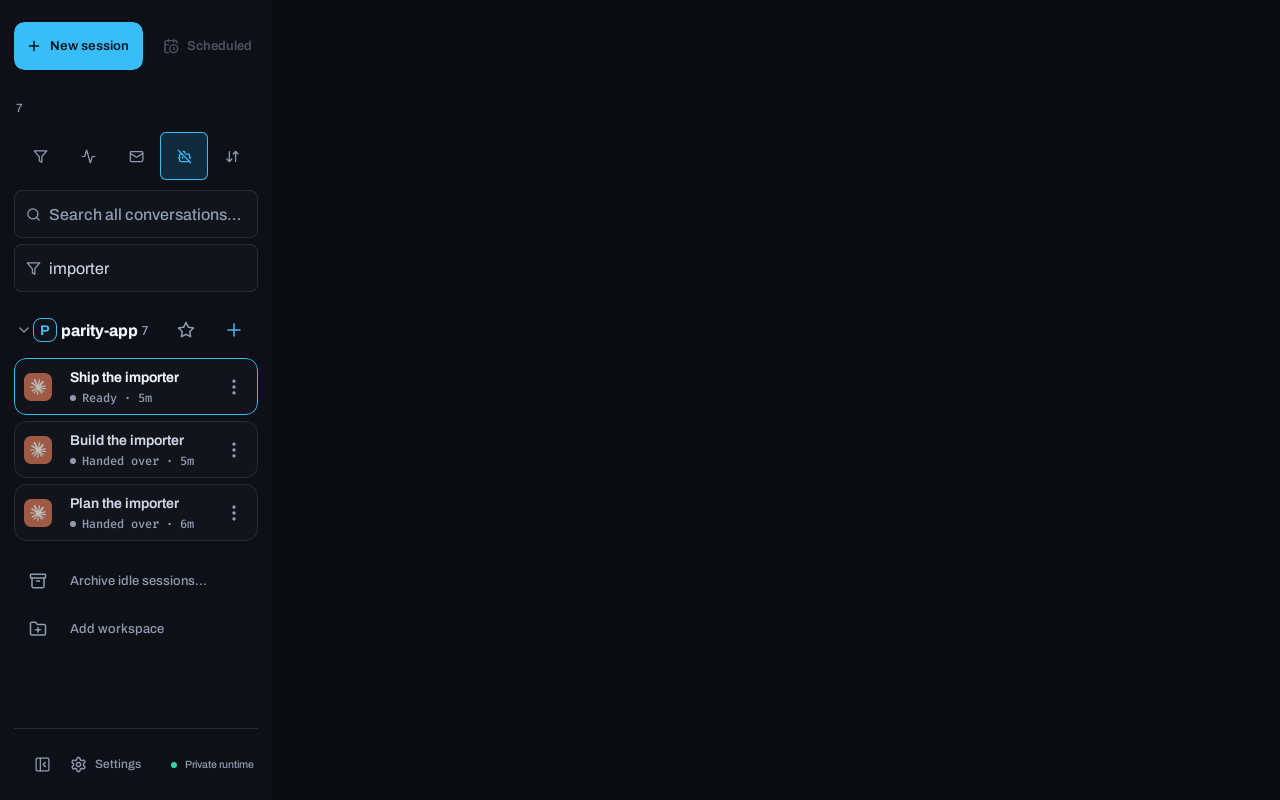 New session
Scheduled
7
Search all conversations...
importer
P parity-app 7
Ship the importer
Ready · 5m
Build the importer
Handed over · 5m
Plan the importer
Handed over · 6m
Archive idle sessions...
Add workspace
Settings
Private runtime